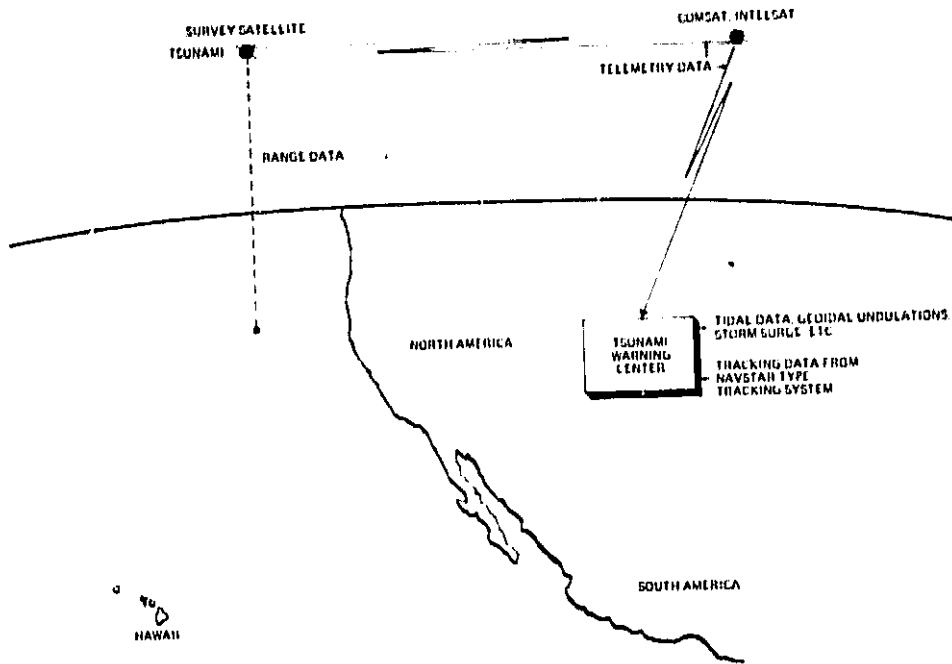 SURVEY SATELLITE
TSUNAMI
COMSAT, INTELSAT
TELEMETRY DATA
RANGE DATA
NORTH AMERICA
TSUNAMI
WARNING
CENTER
TIDAL DATA, GEOIDAL UNDULATIONS,
STORM SURGE, ETC
TRACKING DATA FROM
NAVSTAR TYPE
TRACKING SYSTEM
SOUTH AMERICA
HAWAII